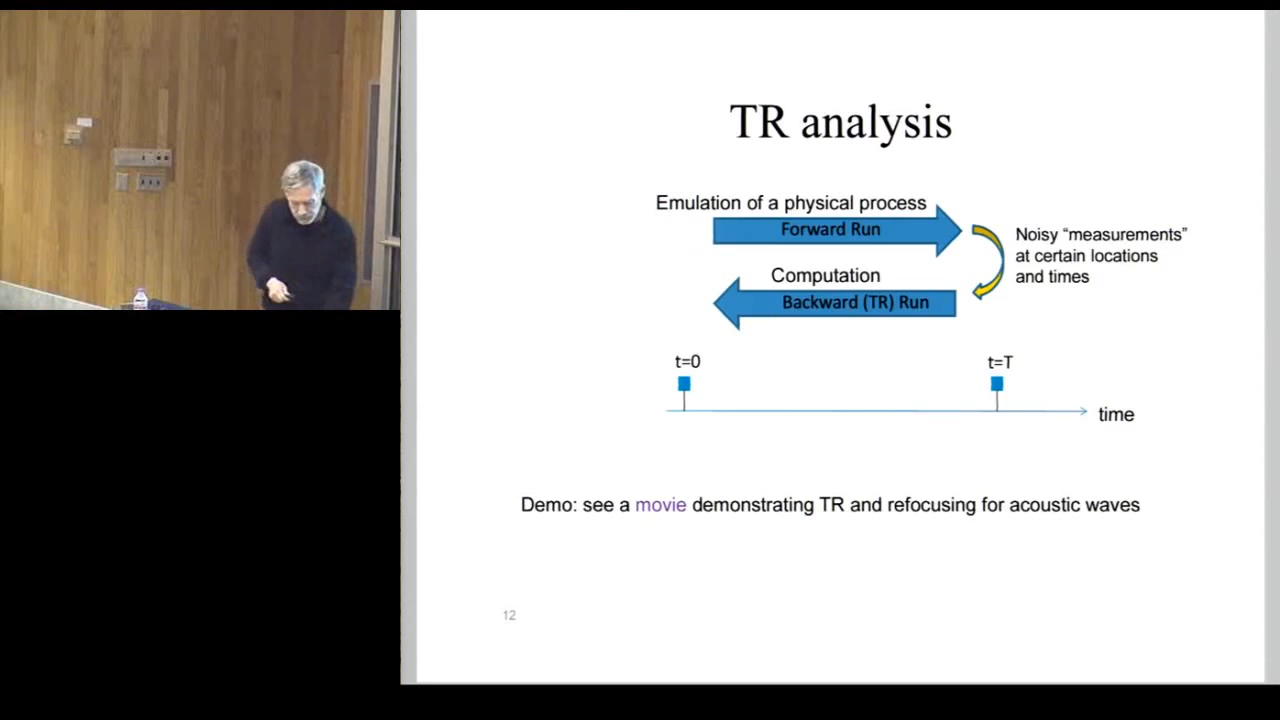 TR analysis
Emulation of a physical process
Forward Run
Noisy “measurements”
at certain locations
and times
Computation
Backward (TR) Run
t=0
t=T
time
Demo: see a movie demonstrating TR and refocusing for acoustic waves
12